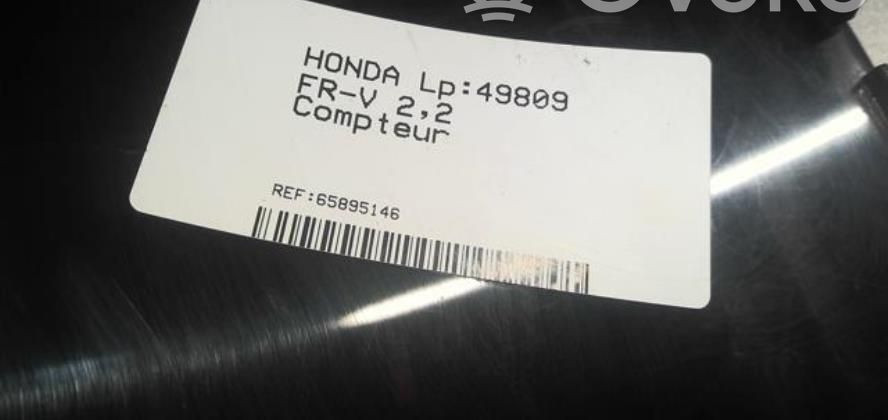 HONDA Lp:49809
FR-V 2,2
Compteur
REF:65895146